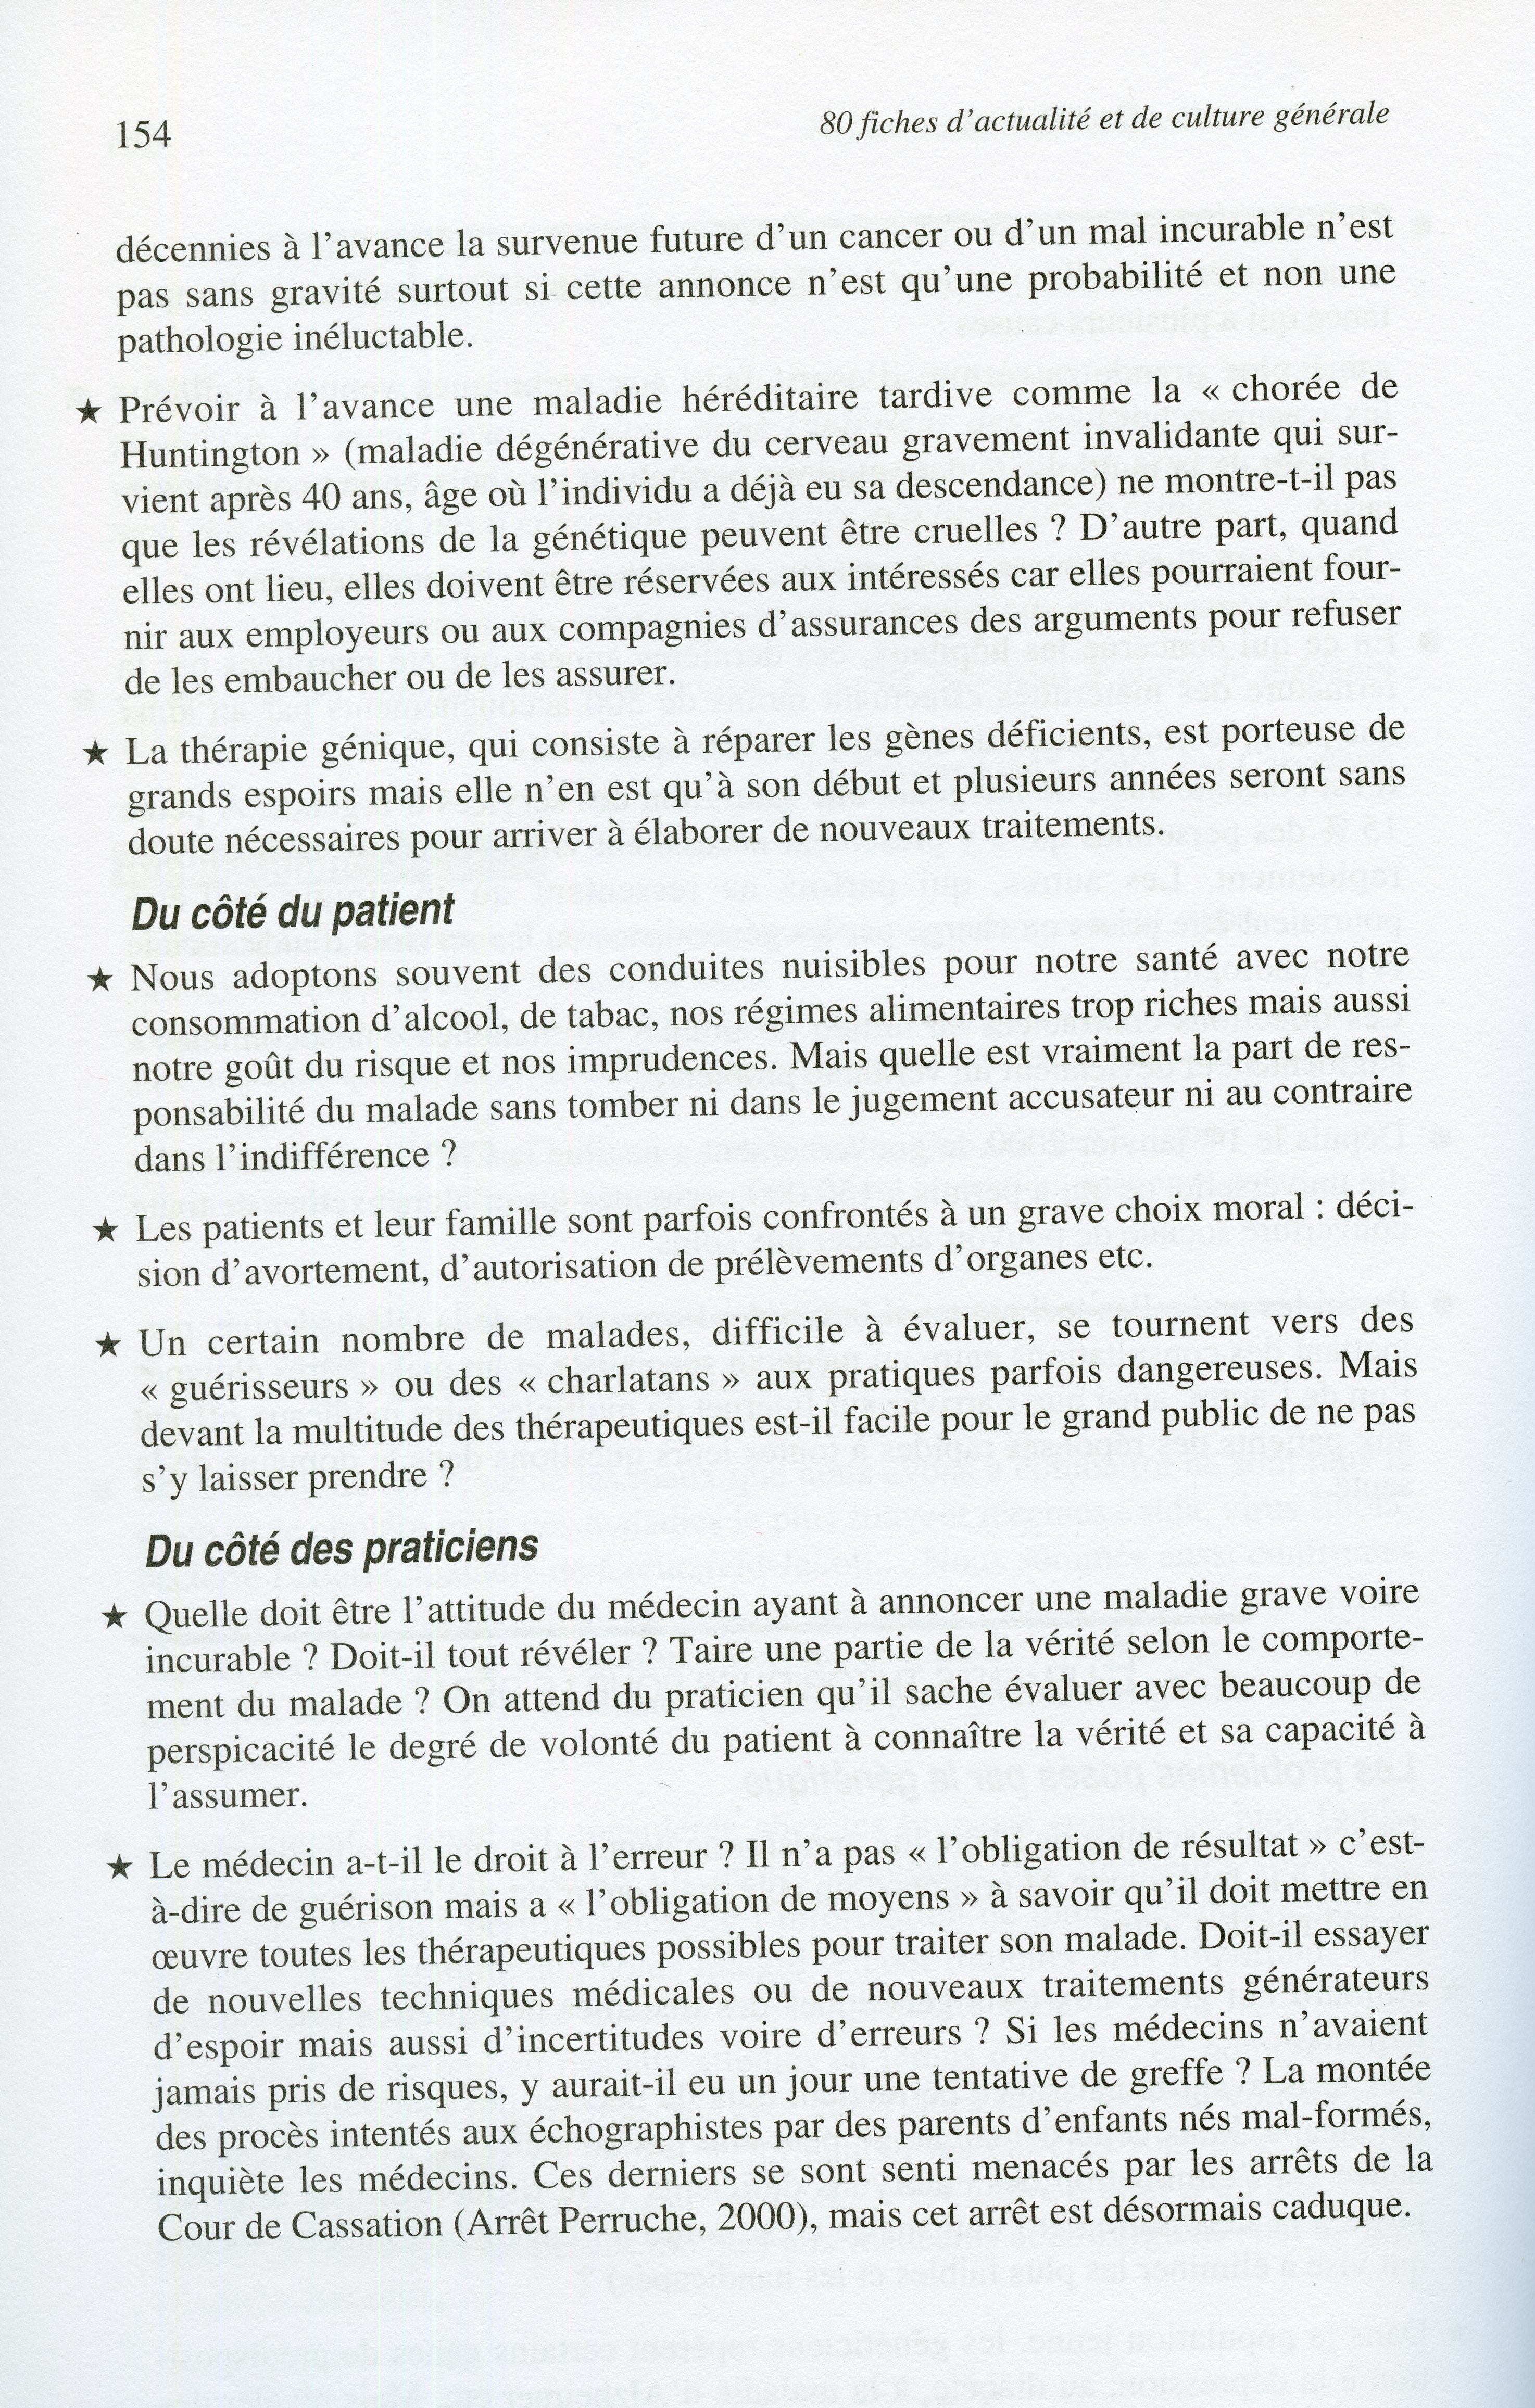 154
80 fiches d'actualité et de culture générale
décennies à l'avance la survenue future d'un cancer ou d'un mal incurable n'est
pas sans gravité surtout si cette annonce n'est qu'une probabilité et non une
pathologie inéluctable.
★ Prévoir à l'avance une maladie héréditaire tardive comme la « chorée de
Huntington » (maladie dégénérative du cerveau gravement invalidante qui sur-
vient après 40 ans, âge où l'individu a déjà eu sa descendance) ne montre-t-il pas
que les révélations de la génétique peuvent être cruelles ? D'autre part, quand
elles ont lieu, elles doivent être réservées aux intéressés car elles pourraient four-
nir aux employeurs ou aux compagnies d'assurances des arguments pour refuser
de les embaucher ou de les assurer.
★ La thérapie génique, qui consiste à réparer les gènes déficients, est porteuse de
grands espoirs mais elle n'en est qu'à son début et plusieurs années seront sans
doute nécessaires pour arriver à élaborer de nouveaux traitements.
Du côté du patient
★ Nous adoptons souvent des conduites nuisibles pour notre santé avec notre
consommation d'alcool, de tabac, nos régimes alimentaires trop riches mais aussi
notre goût du risque et nos imprudences. Mais quelle est vraiment la part de res-
ponsabilité du malade sans tomber ni dans le jugement accusateur ni au contraire
dans l'indifférence ?
★ Les patients et leur famille sont parfois confrontés à un grave choix moral : déci-
sion d'avortement, d'autorisation de prélèvements d'organes etc.
★ Un certain nombre de malades, difficile à évaluer, se tournent vers des
« guérisseurs » ou des « charlatans » aux pratiques parfois dangereuses. Mais
devant la multitude des thérapeutiques est-il facile pour le grand public de ne pas
s'y laisser prendre ?
Du côté des praticiens
★ Quelle doit être l'attitude du médecin ayant à annoncer une maladie grave voire
incurable ? Doit-il tout révéler ? Taire une partie de la vérité selon le comporte-
ment du malade ? On attend du praticien qu'il sache évaluer avec beaucoup de
perspicacité le degré de volonté du patient à connaître la vérité et sa capacité à
l'assumer.
★ Le médecin a-t-il le droit à l'erreur ? Il n'a pas « l'obligation de résultat » c'est-
à-dire de guérison mais a « l'obligation de moyens » à savoir qu'il doit mettre en
œuvre toutes les thérapeutiques possibles pour traiter son malade. Doit-il essayer
de nouvelles techniques médicales ou de nouveaux traitements générateurs
d'espoir mais aussi d'incertitudes voire d'erreurs ? Si les médecins n'avaient
jamais pris de risques, y aurait-il eu un jour une tentative de greffe ? La montée
des procès intentés aux échographistes par des parents d'enfants nés mal-formés,
inquiète les médecins. Ces derniers se sont senti menacés par les arrêts de la
Cour de Cassation (Arrêt Perruche, 2000), mais cet arrêt est désormais caduque.